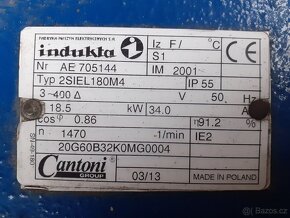 FABRYKA MASZYN ELEKTRYCZNYCH S.A.
indukta
Iz F/ °C
S1
CE
Nr AE 705144
IM 2001
Typ 2SIEL180M4
IP 55
3~400 Δ V 50 Hz
18.5 kW 34.0 A
cos φ 0.86 η 91.2 %
n 1470 -1/min IE2
20G60B32K0MG0004
Cantoni
GROUP
03/13
MADE IN POLAND